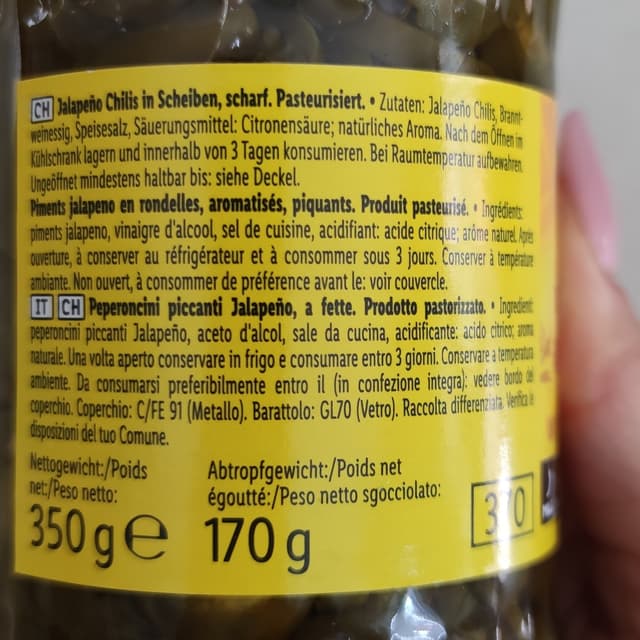 CH Jalapeño Chilis in Scheiben, scharf. Pasteurisiert. • Zutaten: Jalapeño Chilis, Brannt-
weinessig, Speisesalz, Säuerungsmittel: Citronensäure; natürliches Aroma. Nach dem Öffnen im
Kühlschrank lagern und innerhalb von 3 Tagen konsumieren. Bei Raumtemperatur aufbewahren.
Ungeöffnet mindestens haltbar bis: siehe Deckel.
Piments jalapeno en rondelles, aromatisés, piquants. Produit pasteurisé. • Ingrédients:
piments jalapeno, vinaigre d'alcool, sel de cuisine, acidifiant: acide citrique; arôme naturel. Après
ouverture, à conserver au réfrigérateur et à consommer sous 3 jours. Conserver à température
ambiante. Non ouvert, à consommer de préférence avant le: voir couvercle.
IT CH Peperoncini piccanti Jalapeño, a fette. Prodotto pastorizzato. • Ingredienti:
peperoncini piccanti Jalapeño, aceto d'alcol, sale da cucina, acidificante: acido citrico; aroma
naturale. Una volta aperto conservare in frigo e consumare entro 3 giorni. Conservare a temperatura
ambiente. Da consumarsi preferibilmente entro il (in confezione integra): vedere bordo del
coperchio. Coperchio: C/FE 91 (Metallo). Barattolo: GL70 (Vetro). Raccolta differenziata. Verifica le
disposizioni del tuo Comune.
Nettogewicht:/Poids
net:/Peso netto:
350 g e
Abtropfgewicht:/Poids net
égoutté:/Peso netto sgocciolato:
170 g
370